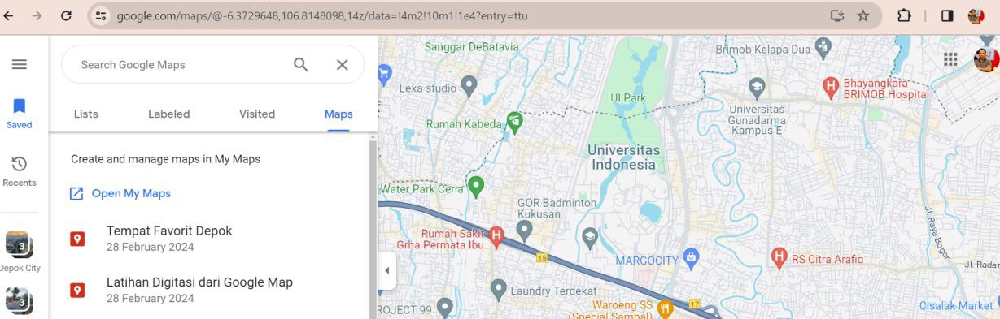 google.com/maps/@-6.3729648,106.8148098,14z/data=!4m2!10m1!1e4?entry=ttu
Search Google Maps
Saved
Recents
3
Depok City
3
Lists Labeled Visited Maps
Create and manage maps in My Maps
Open My Maps
Tempat Favorit Depok
28 February 2024
Latihan Digitasi dari Google Map
28 February 2024
Sanggar DeBatavia
Brimob Kelapa Dua
Lexa studio
Bhayangkara
BRIMOB Hospital
UI Park
Universitas
Gunadarma
Kampus E
Rumah Kabeda
Universitas
Indonesia
Water Park Ceria
GOR Badminton
Kukusan
Rumah Sakit
Grha Permata Ibu
15
MARGOCITY
RS Citra Arafiq
Jl. Raya Bogor
Jl. Radar
Laundry Terdekat
ROJECT 99
Waroeng SS
(Special Sambal)
17
Cisalak Market